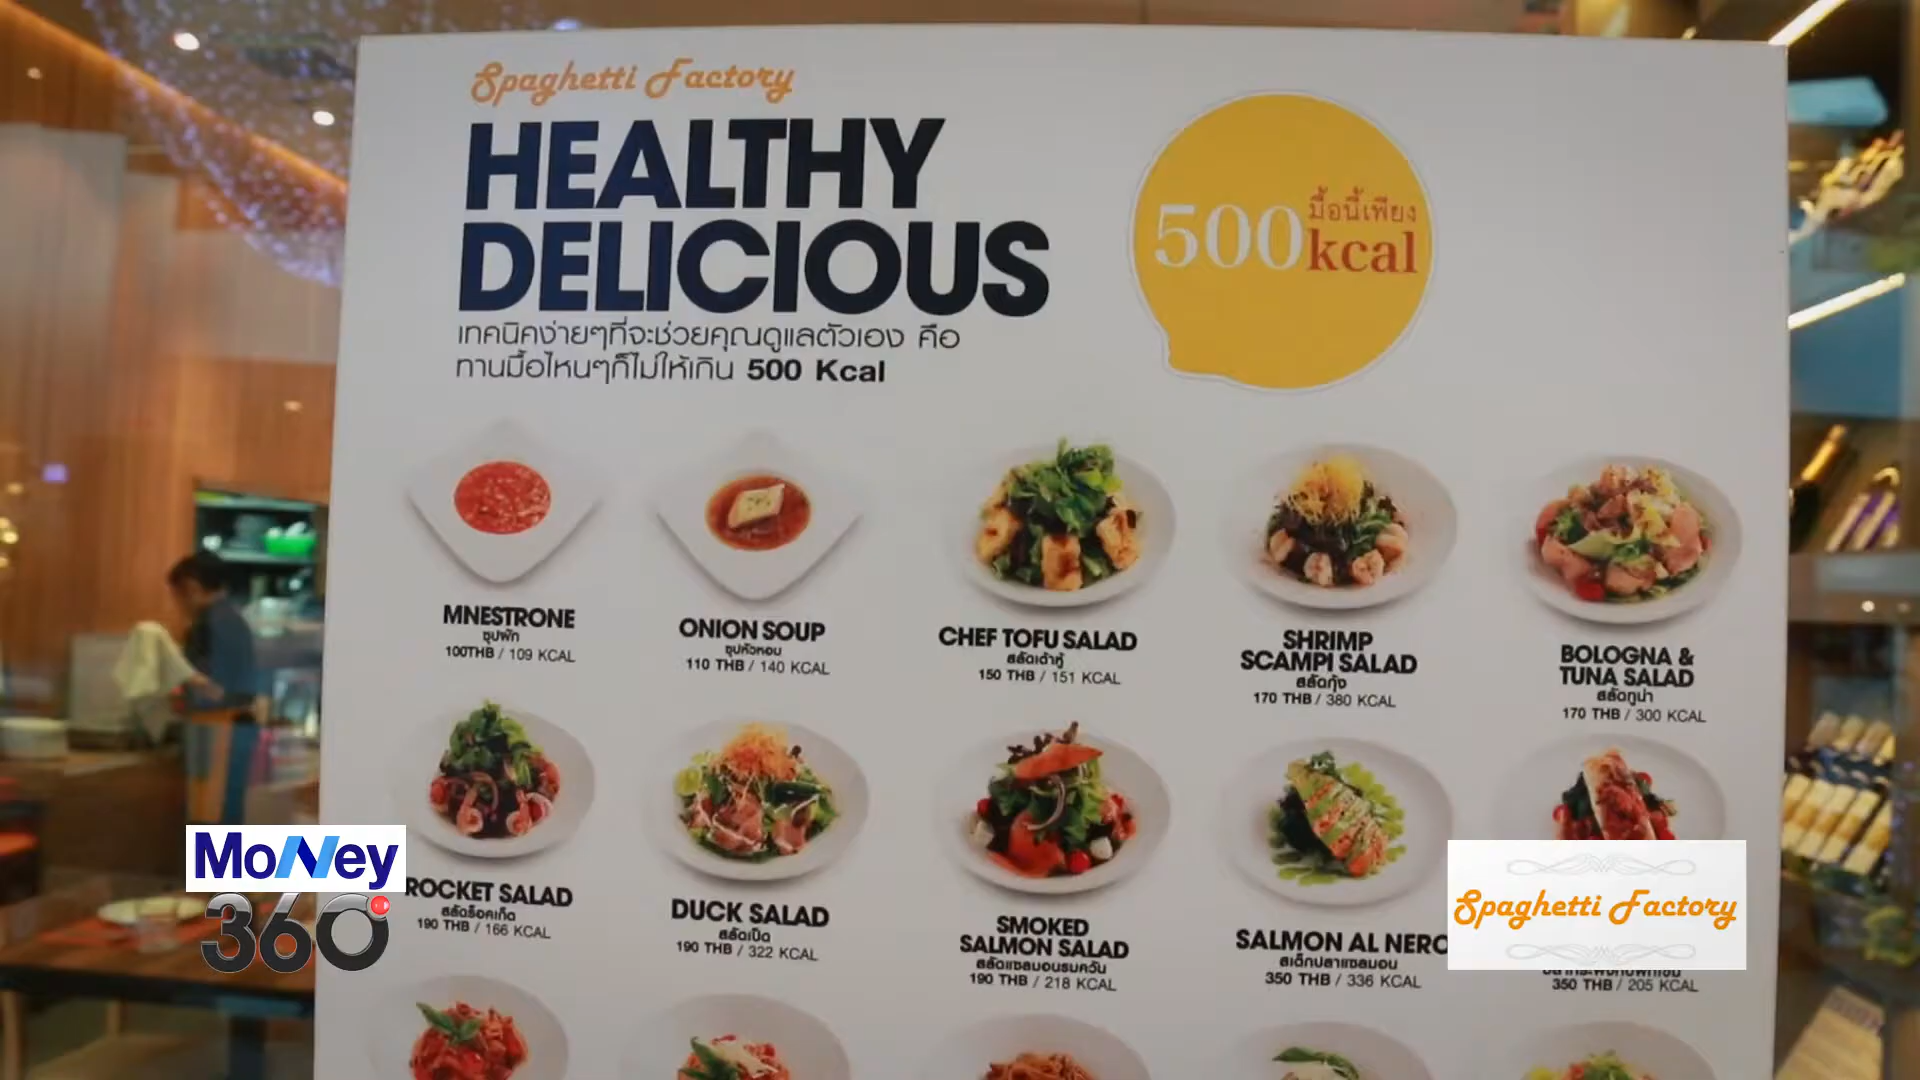 Spaghetti Factory
HEALTHY
DELICIOUS
เทคนิคง่ายๆที่จะช่วยคุณดูแลตัวเอง คือ
ทานมื้อไหนๆก็ไม่ให้เกิน 500 Kcal
มื้อนี้เพียง
500 kcal
MNESTRONE
ซุปผัก
100THB / 109 KCAL
ONION SOUP
ซุปหัวหอม
110 THB / 140 KCAL
CHEF TOFU SALAD
สลัดเต้าหู้
150 THB / 151 KCAL
SHRIMP
SCAMPI SALAD
สลัดกุ้ง
170 THB / 380 KCAL
BOLOGNA &
TUNA SALAD
สลัดทูน่า
170 THB / 300 KCAL
ROCKET SALAD
สลัดร็อคเก็ต
190 THB / 166 KCAL
DUCK SALAD
สลัดเป็ด
190 THB / 322 KCAL
SMOKED
SALMON SALAD
สลัดแซลมอนรมควัน
190 THB / 218 KCAL
SALMON AL NERO
สเต็กปลาแซลมอน
350 THB / 336 KCAL
350 THB / 205 KCAL
Money
360
Spaghetti Factory